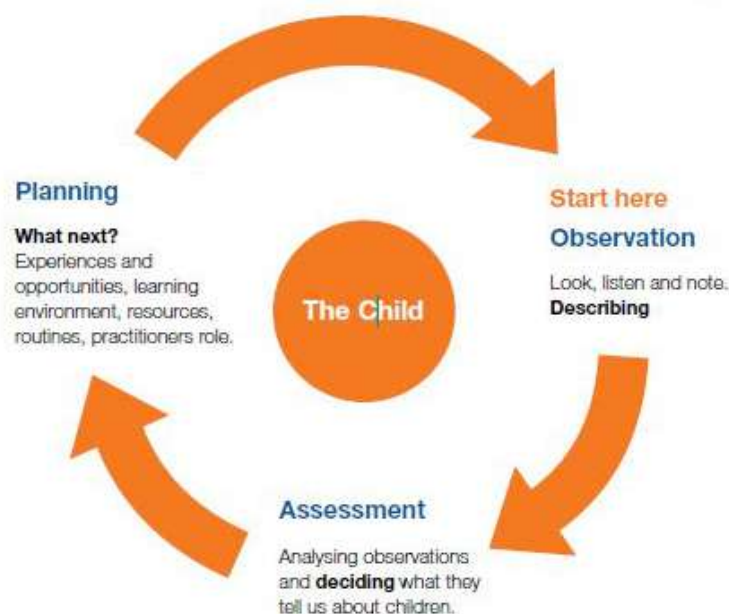 Start here
Observation
Look, listen and note.
Describing
Assessment
Analysing observations
and deciding what they
tell us about children.
Planning
What next?
Experiences and
opportunities, learning
environment, resources,
routines, practitioners role.
The Child